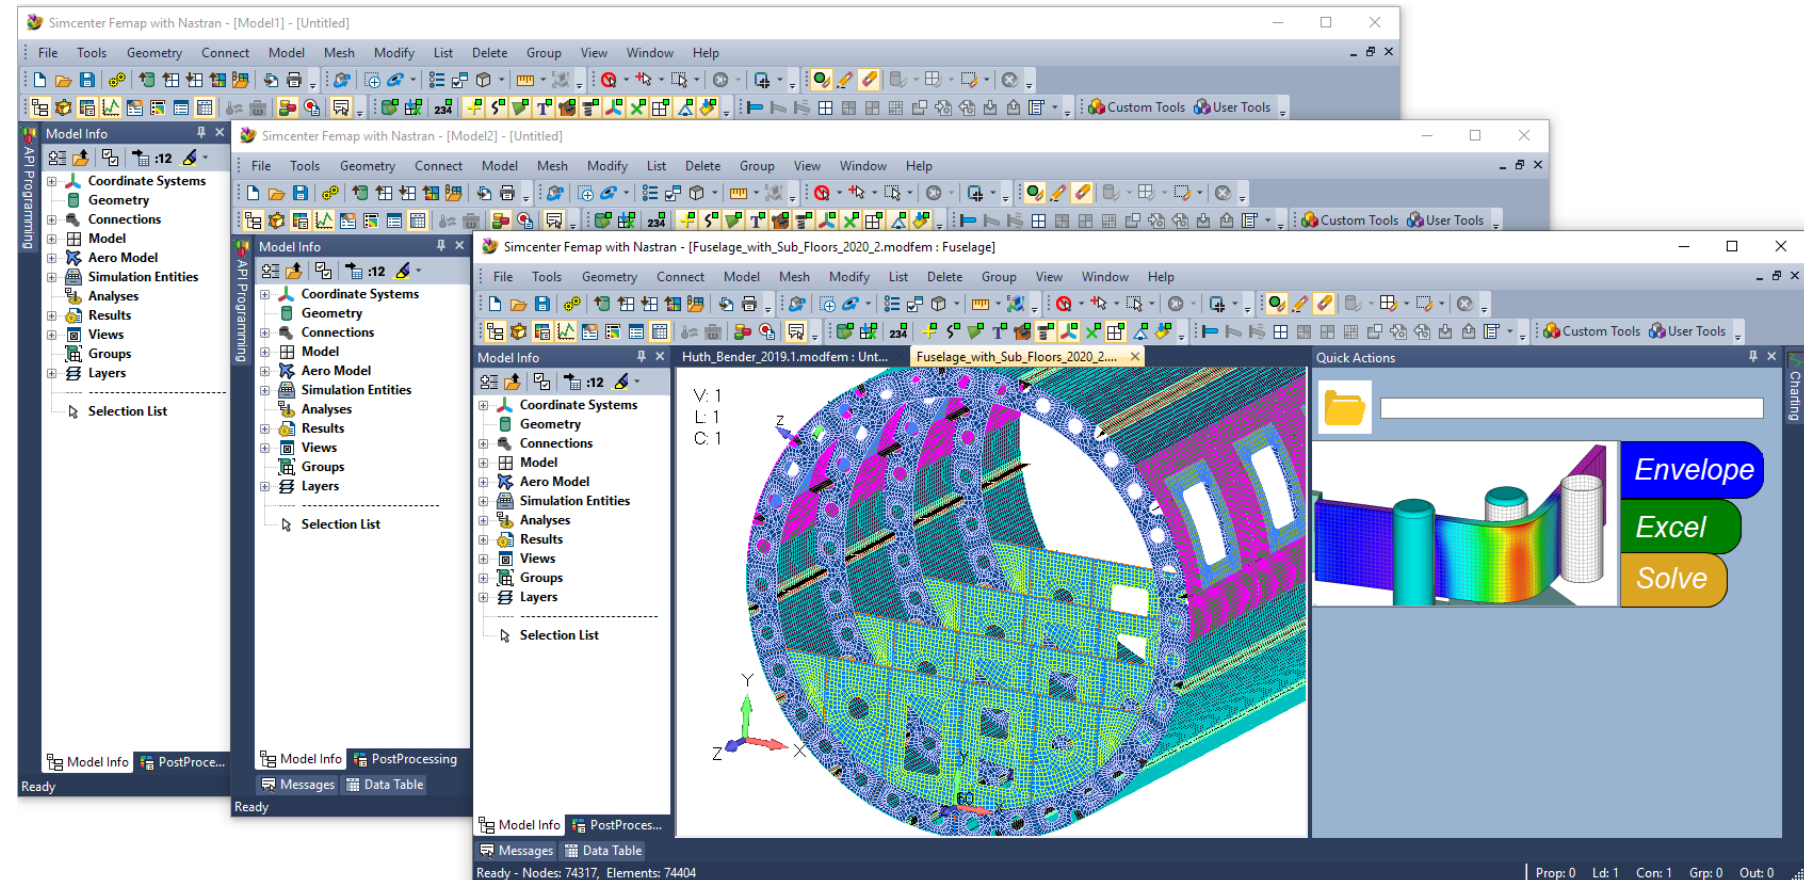 Simcenter Femap with Nastran - [Model1] - [Untitled]
File Tools Geometry Connect Model Mesh Modify List Delete Group View Window Help
234
Custom Tools User Tools
API Programming
Model Info
:12
Coordinate Systems
Geometry
Connections
Model
Aero Model
Simulation Entities
Analyses
Results
Views
Groups
Layers
Selection List
Model Info PostProce...
Ready
Simcenter Femap with Nastran - [Model2] - [Untitled]
File Tools Geometry Connect Model Mesh Modify List Delete Group View Window Help
234
Custom Tools User Tools
API Programming
Model Info
:12
Coordinate Systems
Geometry
Connections
Model
Aero Model
Simulation Entities
Analyses
Results
Views
Groups
Layers
Selection List
Model Info PostProcessing
Messages Data Table
Ready
Simcenter Femap with Nastran - [Fuselage_with_Sub_Floors_2020_2.modfem : Fuselage]
File Tools Geometry Connect Model Mesh Modify List Delete Group View Window Help
234
Custom Tools User Tools
Model Info
:12
Coordinate Systems
Geometry
Connections
Model
Aero Model
Simulation Entities
Analyses
Results
Views
Groups
Layers
Selection List
Model Info PostProces...
Messages Data Table
Ready - Nodes: 74317, Elements: 74404
Huth_Bender_2019.1.modfem : Unt... Fuselage_with_Sub_Floors_2020_2....
V: 1
L: 1
C: 1
Z
Y
X
Z
Quick Actions
Envelope
Excel
Solve
Charting
Prop: 0 Ld: 1 Con: 1 Grp: 0 Out: 0